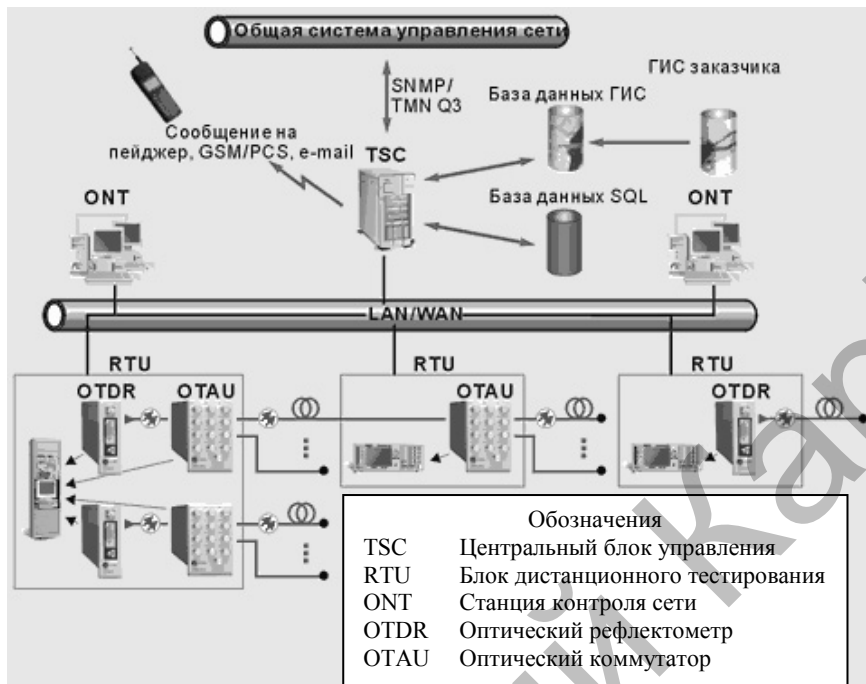 Общая система управления сети
SNMP/
TMN Q3
ГИС заказчика
База данных ГИС
Сообщение на
пейджер, GSM/PCS, e-mail
TSC
ONT
База данных SQL
ONT
LAN/WAN
RTU
RTU
RTU
OTDR
OTAU
OTAU
OTDR
Обозначения
TSC Центральный блок управления
RTU Блок дистанционного тестирования
ONT Станция контроля сети
OTDR Оптический рефлектометр
OTAU Оптический коммутатор